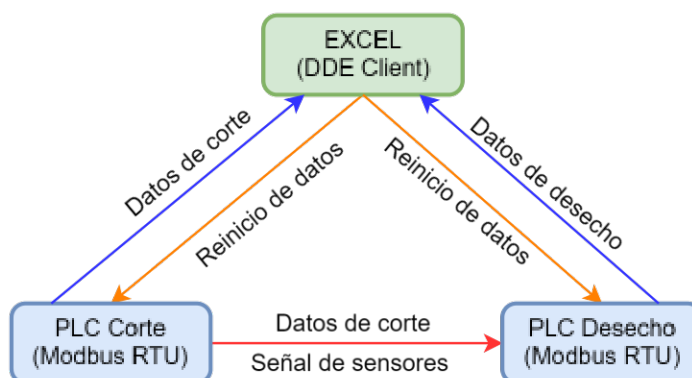 EXCEL
(DDE Client)
Datos de corte
Reinicio de datos
Reinicio de datos
Datos de desecho
PLC Corte
(Modbus RTU)
Datos de corte
Señal de sensores
PLC Desecho
(Modbus RTU)